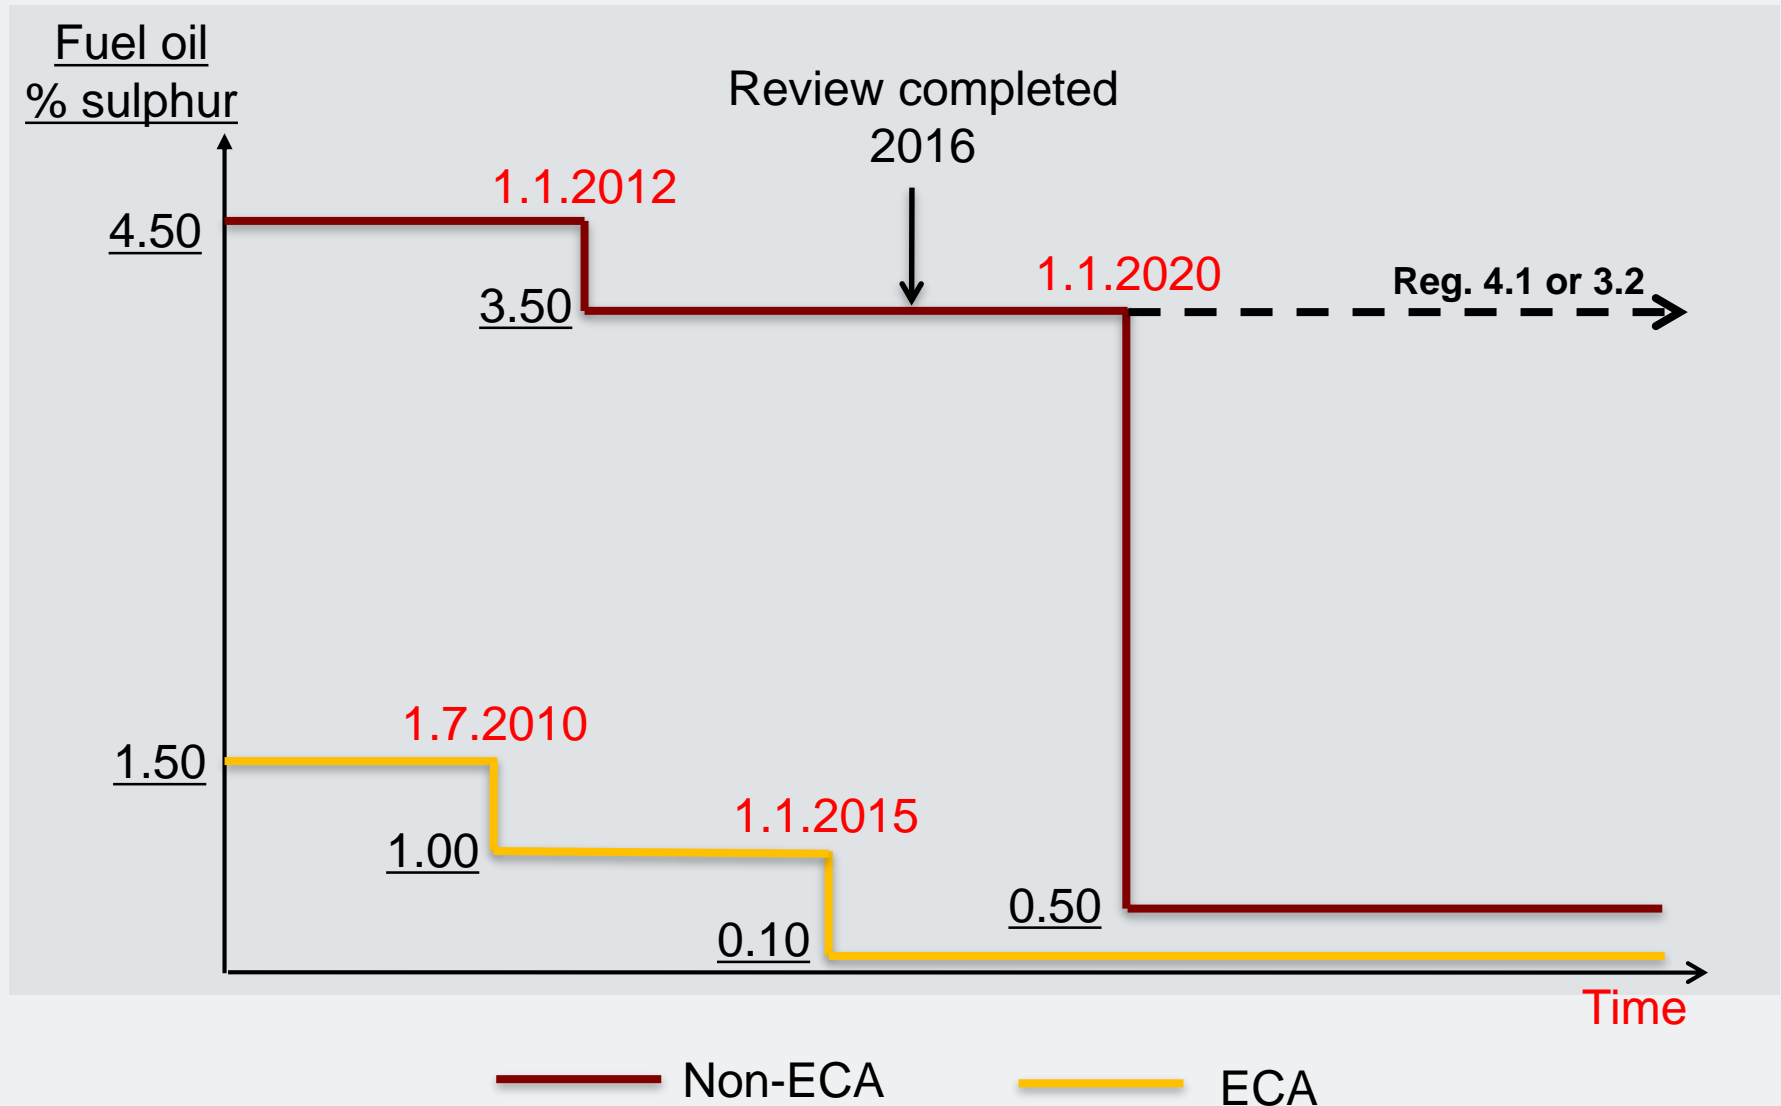 Fuel oil
% sulphur
Review completed
2016
1.1.2012
4.50
1.1.2020
Reg. 4.1 or 3.2
3.50
1.7.2010
1.50
1.1.2015
1.00
0.50
0.10
Time
Non-ECA
ECA